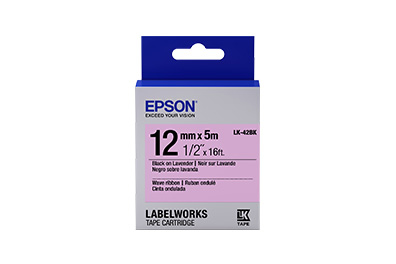 EPSON
EXCEED YOUR VISION
12 mm x 5m LK-42BK
1/2" x 16ft.
Black on Lavender | Noir sur Lavande
Negro sobre lavanda
Wave ribbon | Ruban ondulé
Cinta ondulada
LABELWORKS
TAPE CARTRIDGE
LK
TAPE